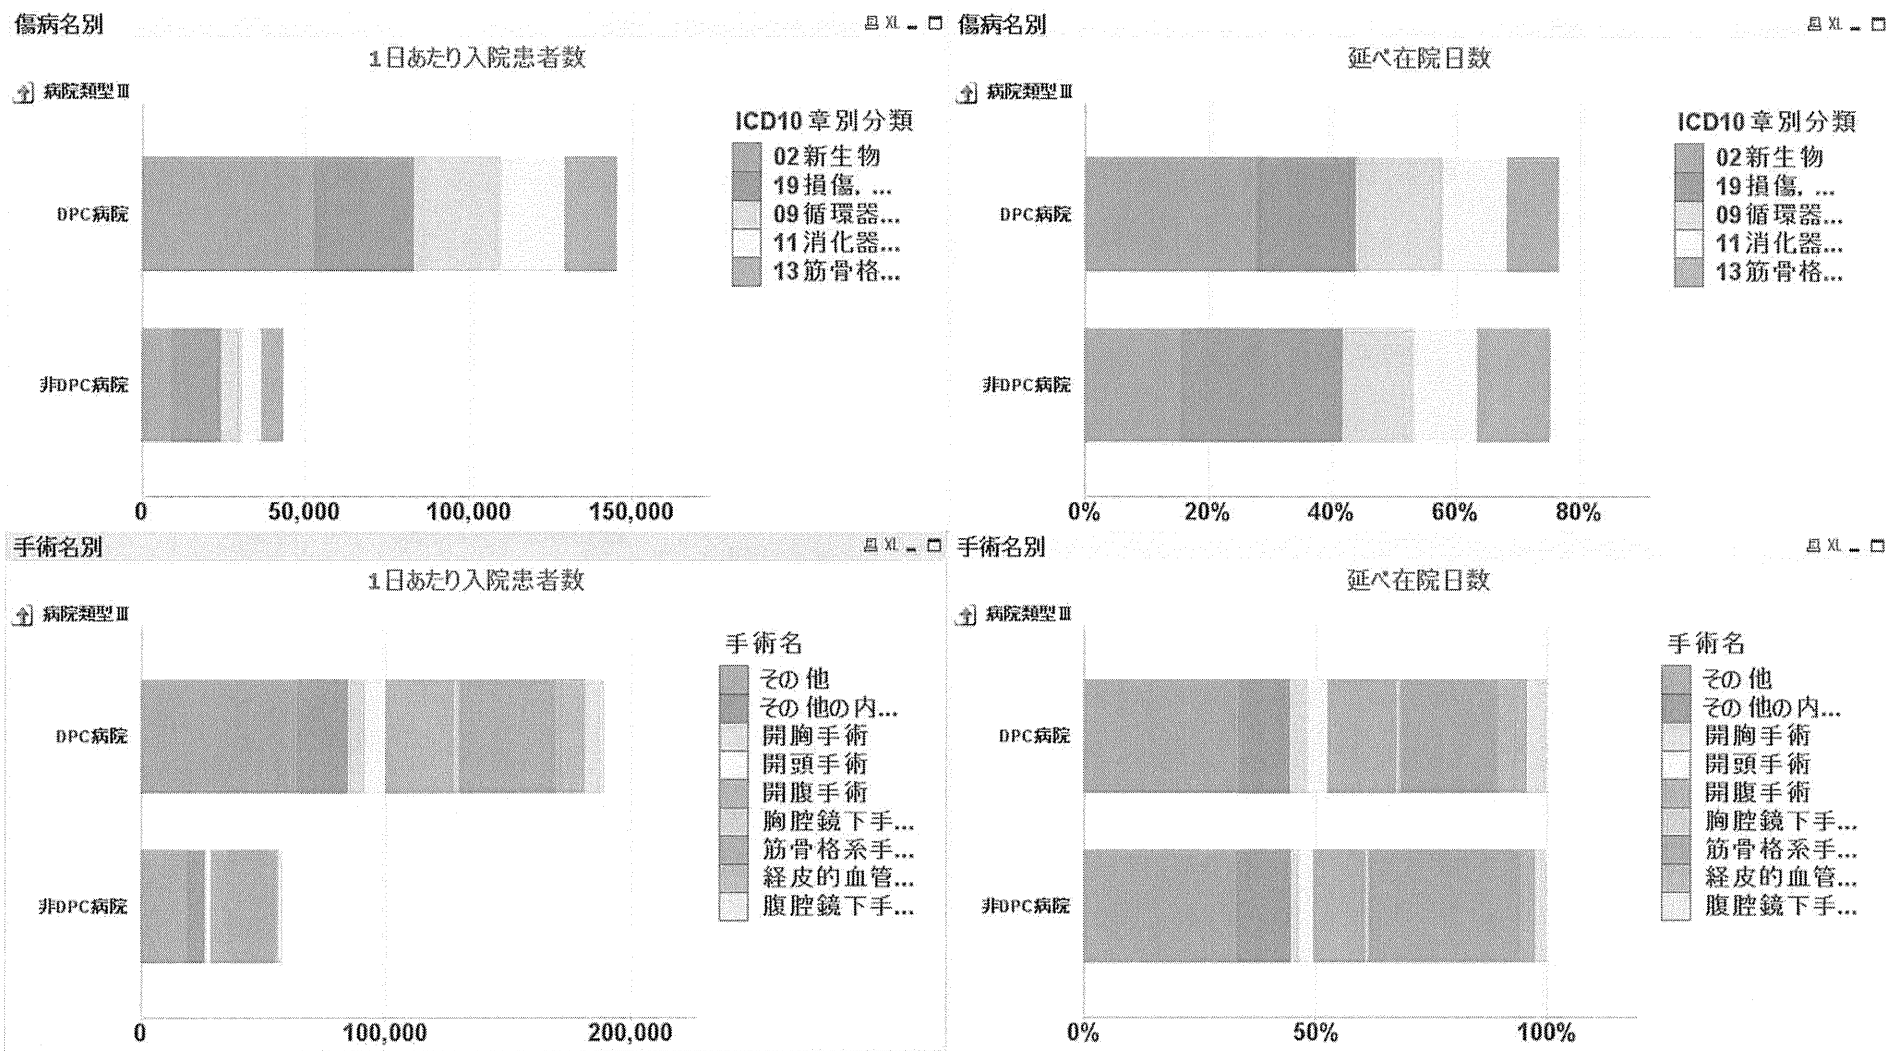 傷病名別
XL
1日あたり入院患者数
病院類型Ⅲ
ICD10 章別分類
02新生物
19損傷, ...
09循環器...
11消化器...
13筋骨格...
DPC病院
非DPC病院
0 50,000 100,000 150,000
傷病名別
XL
延べ在院日数
病院類型Ⅲ
ICD10 章別分類
02新生物
19損傷, ...
09循環器...
11消化器...
13筋骨格...
DPC病院
非DPC病院
0% 20% 40% 60% 80%
手術名別
XL
1日あたり入院患者数
病院類型Ⅲ
手術名
その他
その他の内...
開胸手術
開頭手術
開腹手術
胸腔鏡下手...
筋骨格系手...
経皮的血管...
腹腔鏡下手...
DPC病院
非DPC病院
0 100,000 200,000
手術名別
XL
延べ在院日数
病院類型Ⅲ
手術名
その他
その他の内...
開胸手術
開頭手術
開腹手術
胸腔鏡下手...
筋骨格系手...
経皮的血管...
腹腔鏡下手...
DPC病院
非DPC病院
0% 50% 100%